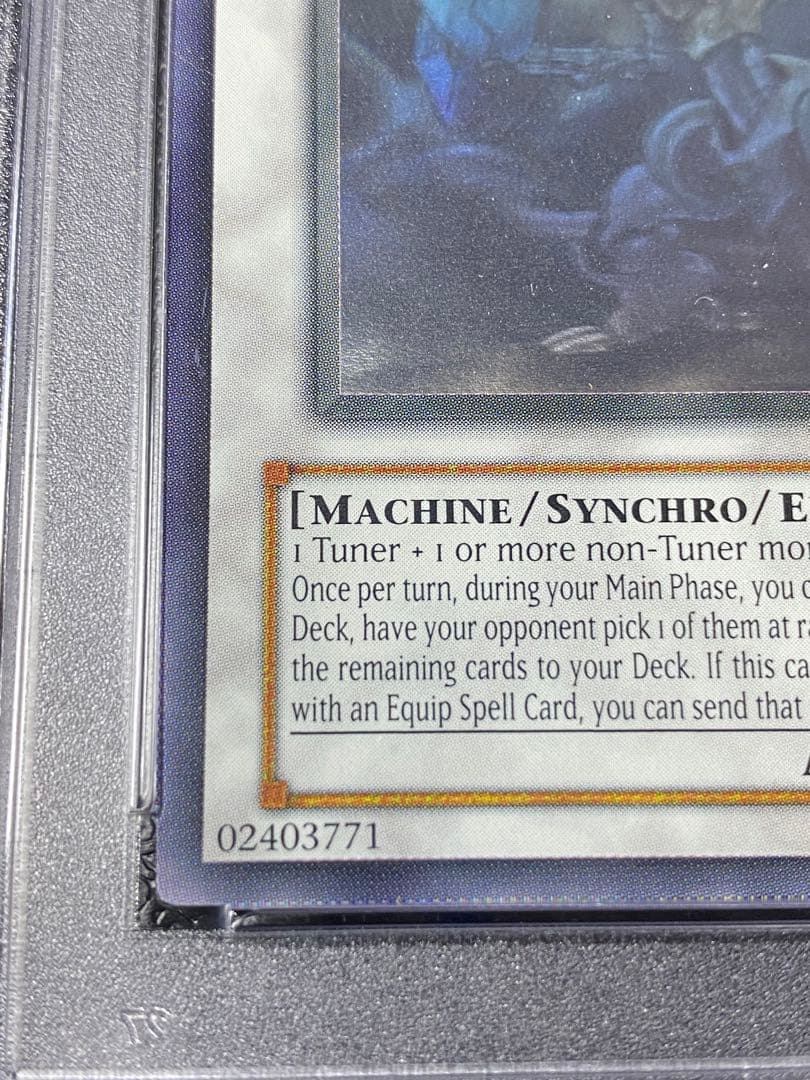 [MACHINE/SYNCHRO/E
1 Tuner + 1 or more non-Tuner mo
Once per turn, during your Main Phase, you c
Deck, have your opponent pick 1 of them at ra
the remaining cards to your Deck. If this ca
with an Equip Spell Card, you can send that
02403771